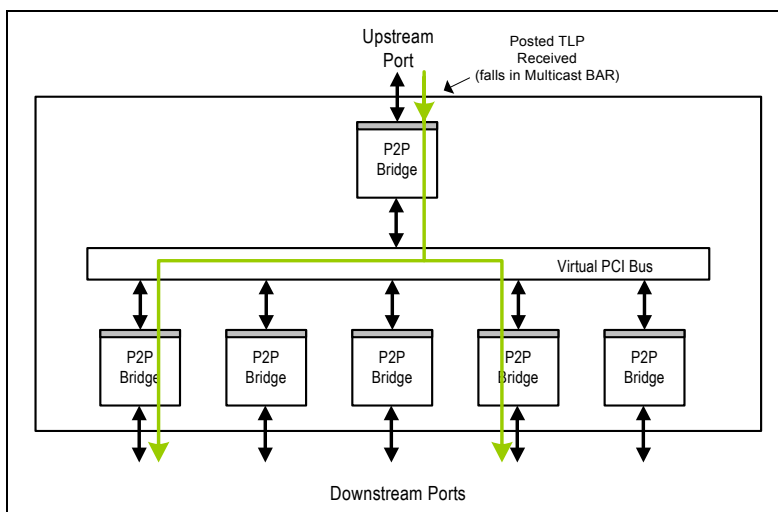 Upstream
Port
Posted TLP
Received
(falls in Multicast BAR)
P2P
Bridge
Virtual PCI Bus
P2P
Bridge
P2P
Bridge
P2P
Bridge
P2P
Bridge
P2P
Bridge
Downstream Ports